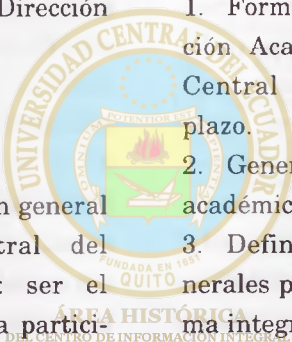 Dirección
n general
tral del
ser el
a partici-
1. Form
ción Aca
Central
plazo.
2. Gener
académic
3. Defin
nerales p
ma integr
UNIVERSIDAD CENTRAL DEL ECUADOR
OMNIUM POTENTIOR EST SAPIENTIA
FUNDADA EN 1651
QUITO
ÁREA HISTÓRICA
DEL CENTRO DE INFORMACIÓN INTEGRAL